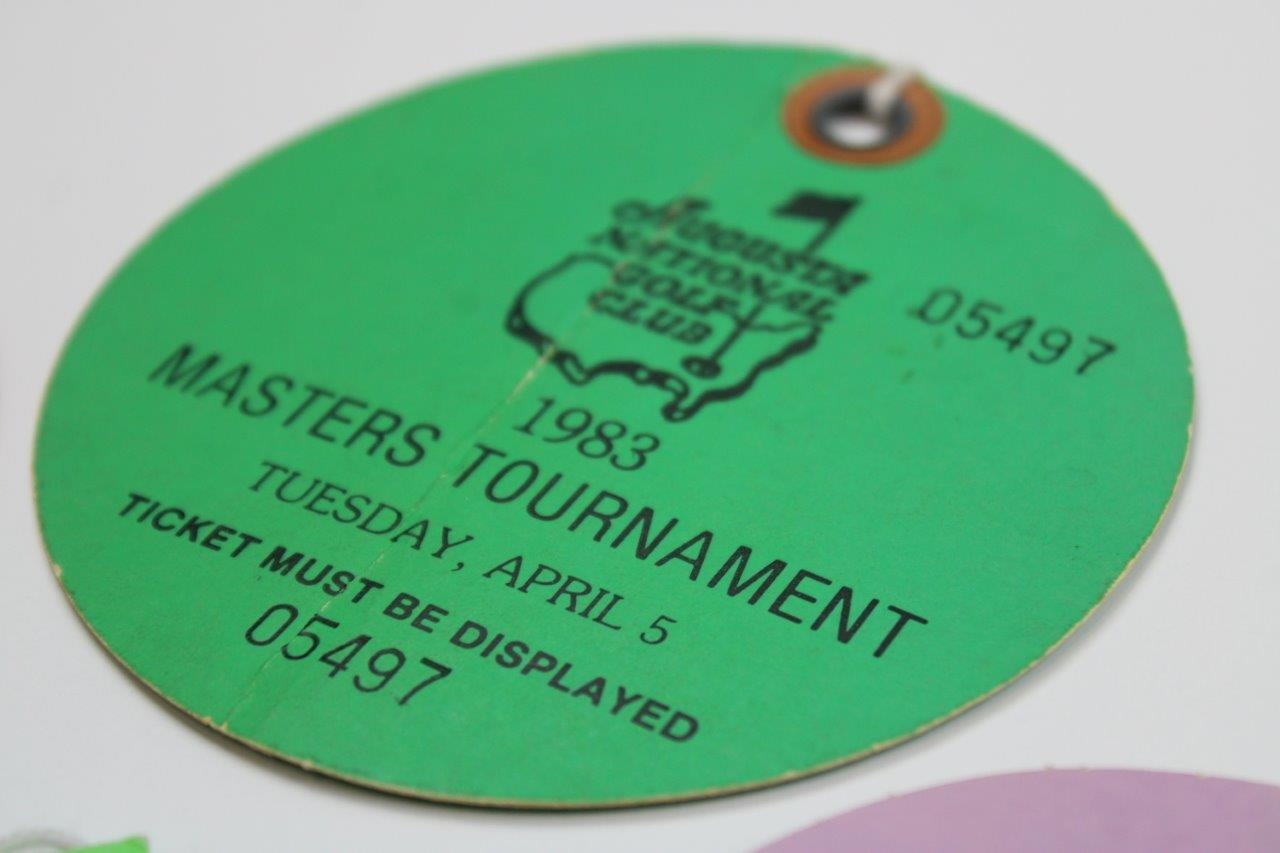 AUGUSTA
NATIONAL
GOLF
CLUB
05497
1983
MASTERS TOURNAMENT
TUESDAY, APRIL 5
TICKET MUST BE DISPLAYED
05497